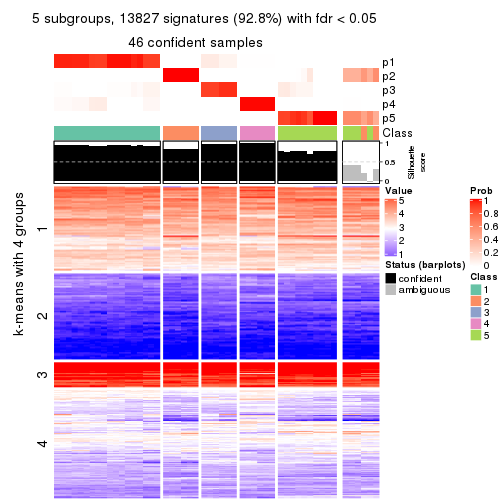 5 subgroups, 13827 signatures (92.8%) with fdr < 0.05
46 confident samples
p1
p2
p3
p4
p5
Class
1
0.5
0
Silhouette
score
k-means with 4 groups
1
2
3
4
Value
5
4
3
2
1
Status (barplots)
confident
ambiguous
Prob
1
0.8
0.6
0.4
0.2
0
Class
1
2
3
4
5